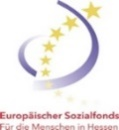 Europäischer Sozialfonds
Für die Menschen in Hessen